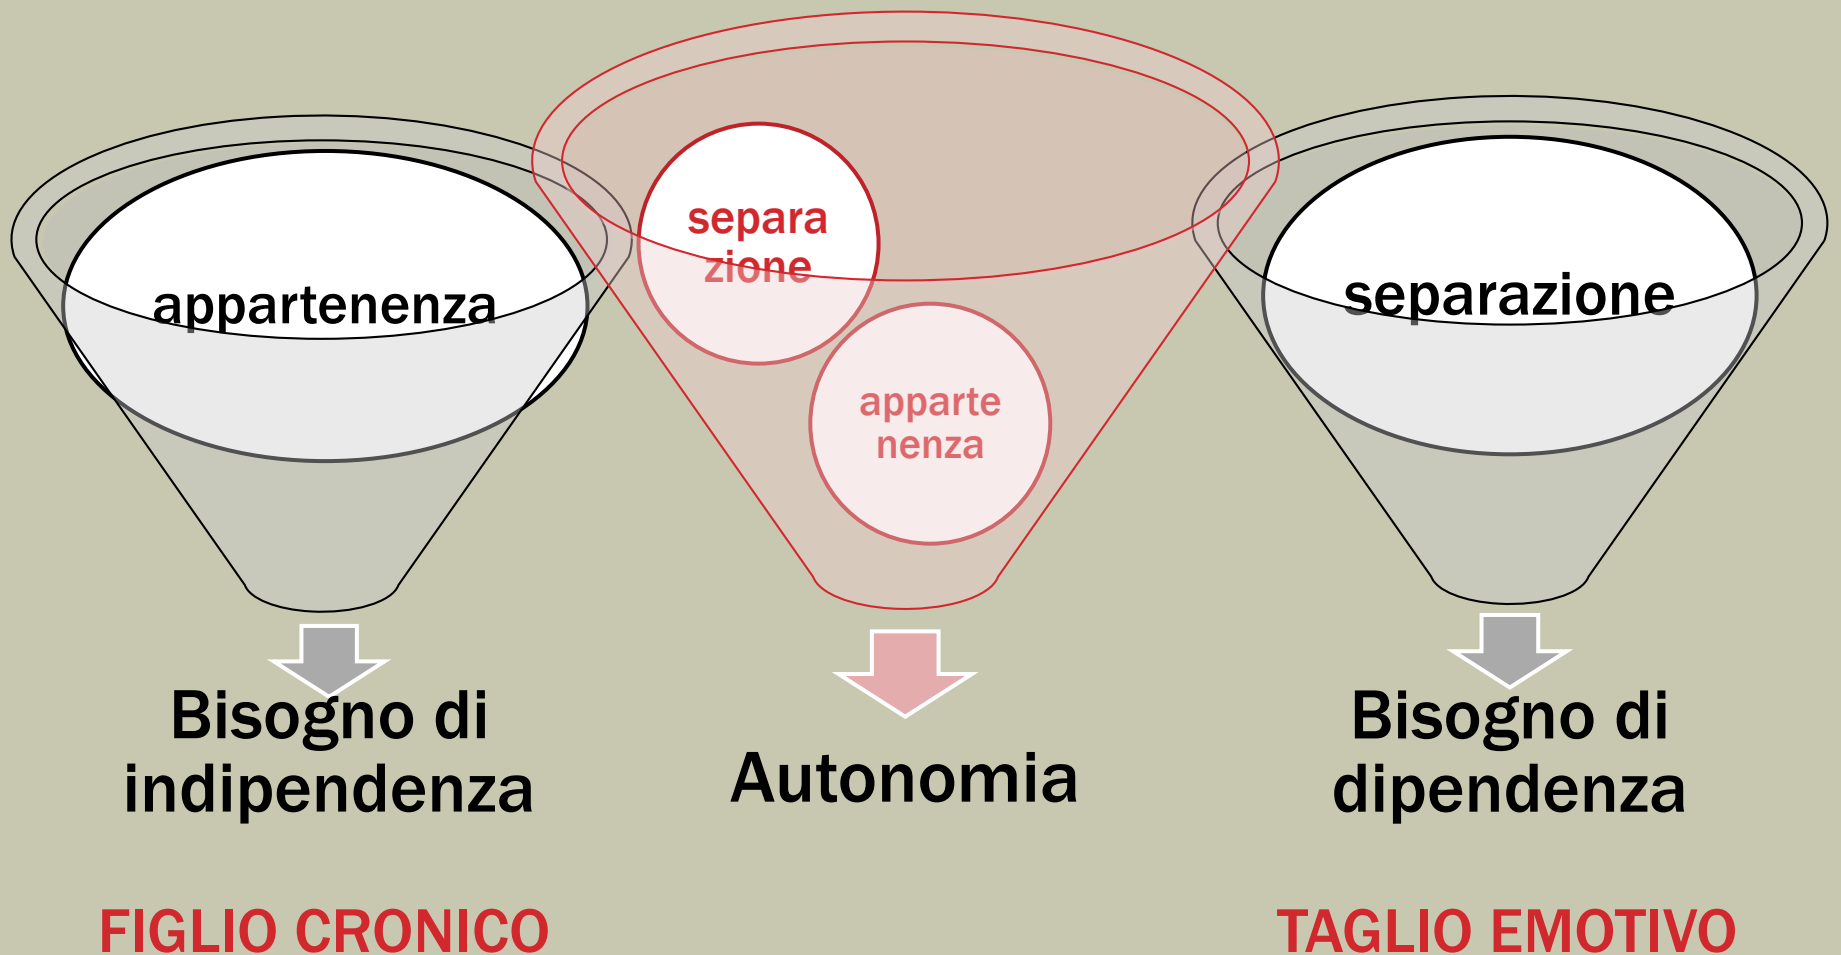 appartenenza
separa
zione
apparte
nenza
separazione
Bisogno di
indipendenza
Autonomia
Bisogno di
dipendenza
FIGLIO CRONICO
TAGLIO EMOTIVO